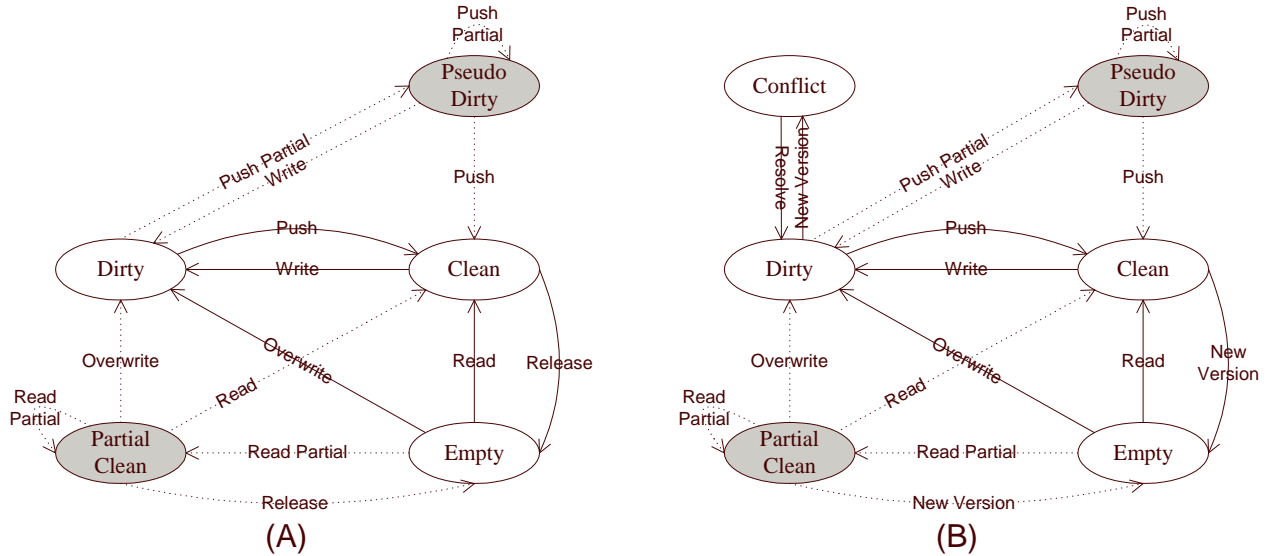 Push
Partial
Pseudo
Dirty
Push Partial
Write
Push
Push
Dirty
Write
Clean
Overwrite
Overwrite
Read
Read
Release
Read
Partial
Partial
Clean
Read Partial
Empty
Release
(A)
Push
Partial
Conflict
Pseudo
Dirty
Resolve
New Version
Push Partial
Write
Push
Push
Dirty
Write
Clean
Overwrite
Overwrite
Read
Read
New
Version
Read
Partial
Partial
Clean
Read Partial
Empty
New Version
(B)